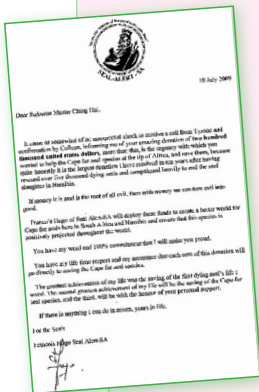 SEAL-ALERT-SA
10 July 2009
Dear Supreme Master Ching Hai,
It came as somewhat of an unexpected shock to receive a call from Tyrone and
confirmation by Colleen, informing me of your amazing donation of two hundred
thousand united states dollars, more than this, is the urgency with which you
wanted to help the Cape fur seal species at the tip of Africa, and save them, because
quite honestly it is the largest donation I have received in ten years after having
rescued over five thousand dying seals and campaigned heavily to end the seal
slaughter in Namibia.
If money it is said is the root of all evil, then with money we can turn evil into
good.
Francois Hugo of Seal Alert-SA will deploy these funds to create a better world for
Cape fur seals here in South Africa and Namibia and ensure that this species is
positively projected throughout the world.
You have my word and 100% commitment that I will make you proud.
You have my life time respect and my assurance that each cent of this donation will
go directly to saving the Cape fur seal species.
The greatest achievement of my life was the saving of the first dying seal's life I
saved. The second greatest achievement of my life will be the saving of the Cape fur
seal species, and the third, will be with the honour of your personal support.
If there is anything I can do in return, yours in life,
For the Seals
Francois Hugo Seal Alert-SA